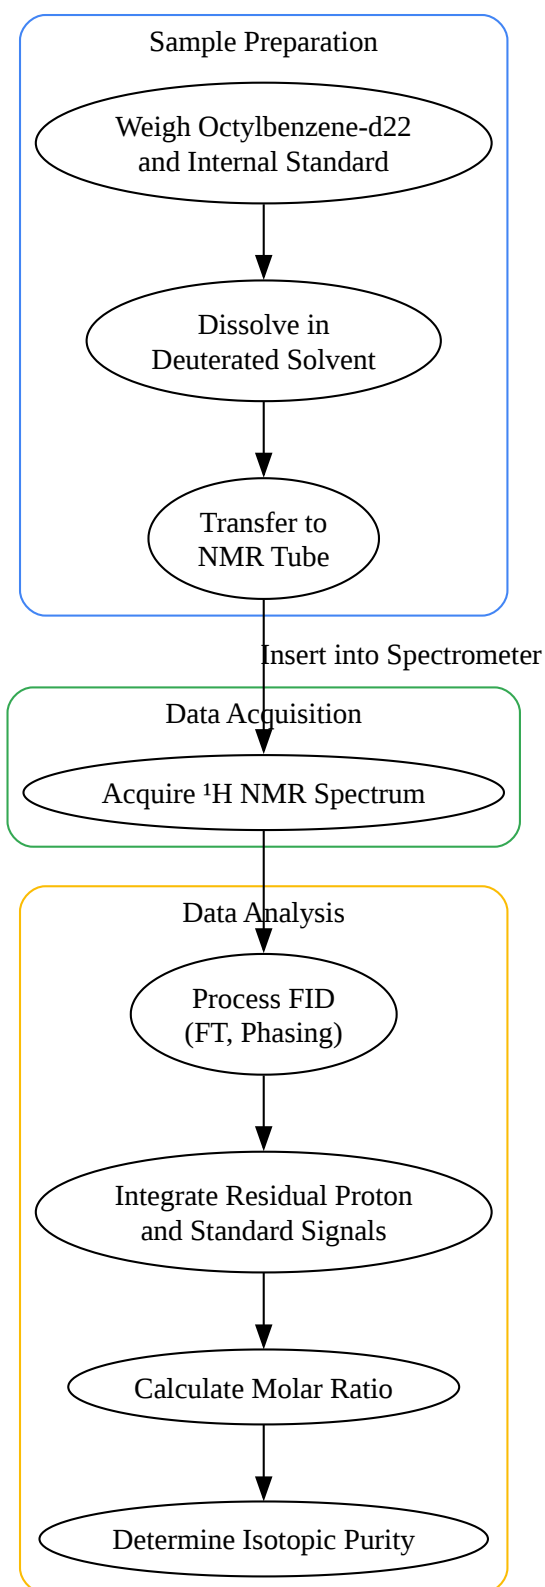 Sample Preparation
Weigh Octylbenzene-d22
and Internal Standard
Dissolve in
Deuterated Solvent
Transfer to
NMR Tube
Insert into Spectrometer
Data Acquisition
Acquire ¹H NMR Spectrum
Data Analysis
Process FID
(FT, Phasing)
Integrate Residual Proton
and Standard Signals
Calculate Molar Ratio
Determine Isotopic Purity